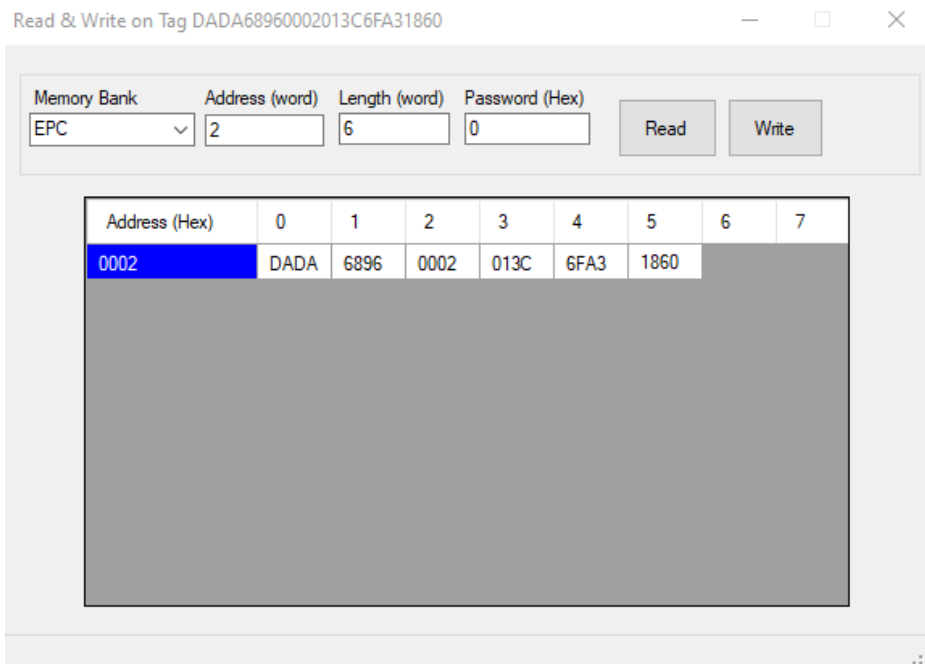 Read & Write on Tag DADA68960002013C6FA31860
Memory Bank Address (word) Length (word) Password (Hex)
EPC 2 6 0 Read Write
Address (Hex) 0 1 2 3 4 5 6 7
0002 DADA 6896 0002 013C 6FA3 1860